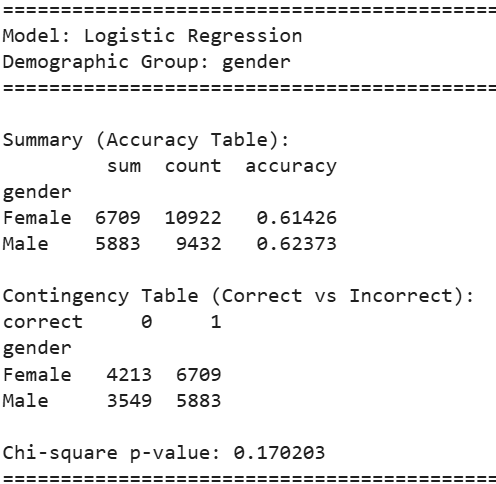 ==========================================
Model: Logistic Regression
Demographic Group: gender
==========================================
Summary (Accuracy Table):
sum count accuracy
gender
Female 6709 10922 0.61426
Male 5883 9432 0.62373
Contingency Table (Correct vs Incorrect):
correct 0 1
gender
Female 4213 6709
Male 3549 5883
Chi-square p-value: 0.170203
==========================================